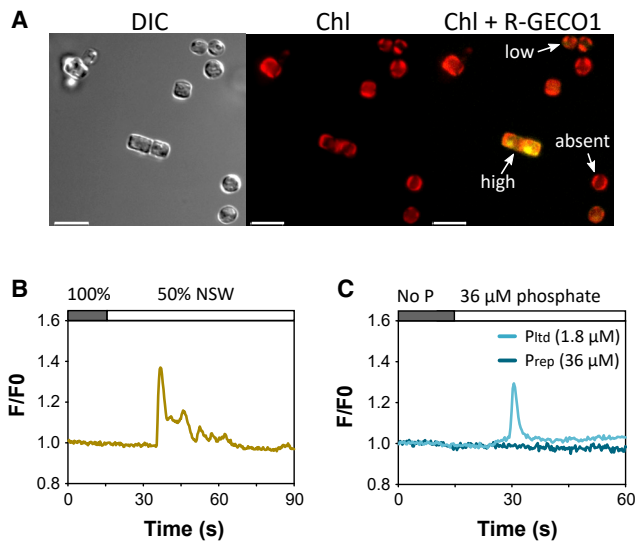 A
DIC
Chl
Chl + R-GECO1
low
absent
high
B
100%
50% NSW
1.6
1.4
1.2
1.0
0.8
F/F0
0
30
60
90
Time (s)
C
No P
36 µM phosphate
1.6
1.4
1.2
1.0
0.8
F/F0
Pltd (1.8 µM)
Prep (36 µM)
0
30
60
Time (s)